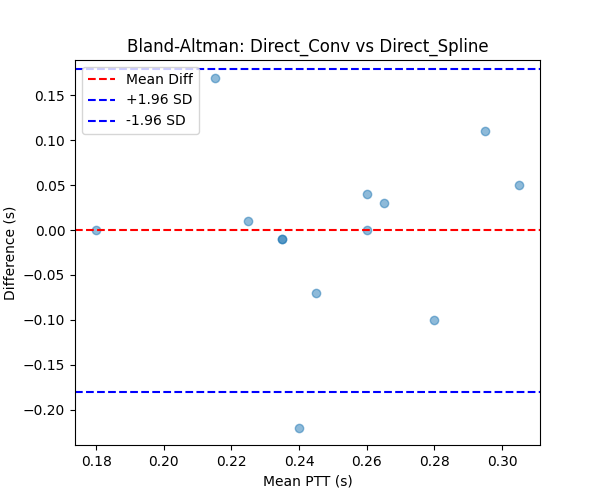 Bland-Altman: Direct_Conv vs Direct_Spline
Mean Diff
+1.96 SD
-1.96 SD
Difference (s)
0.15
0.10
0.05
0.00
−0.05
−0.10
−0.15
−0.20
0.18 0.20 0.22 0.24 0.26 0.28 0.30
Mean PTT (s)